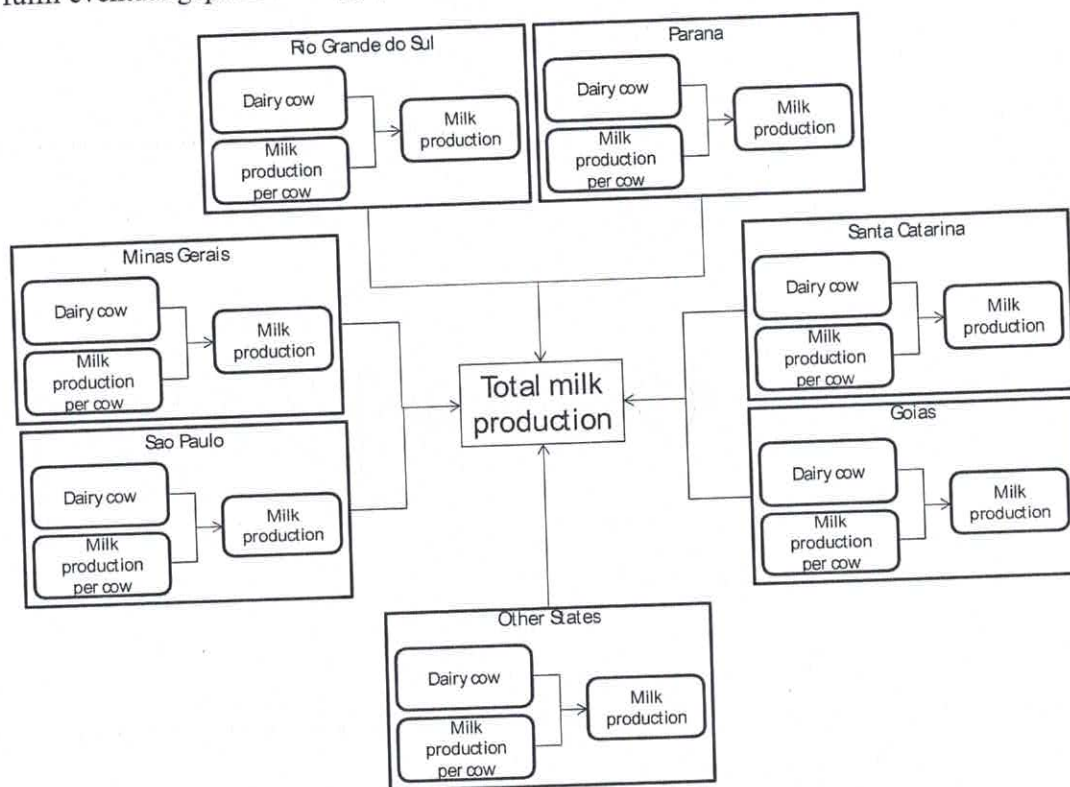 Rio Grande do Sul
Dairy cow
Milk
production
per cow
Milk
production
Parana
Dairy cow
Milk
production
per cow
Milk
production
Minas Gerais
Dairy cow
Milk
production
per cow
Milk
production
Santa Catarina
Dairy cow
Milk
production
per cow
Milk
production
Total milk
production
Sao Paulo
Dairy cow
Milk
production
per cow
Milk
production
Goias
Dairy cow
Milk
production
per cow
Milk
production
Other States
Dairy cow
Milk
production
per cow
Milk
production